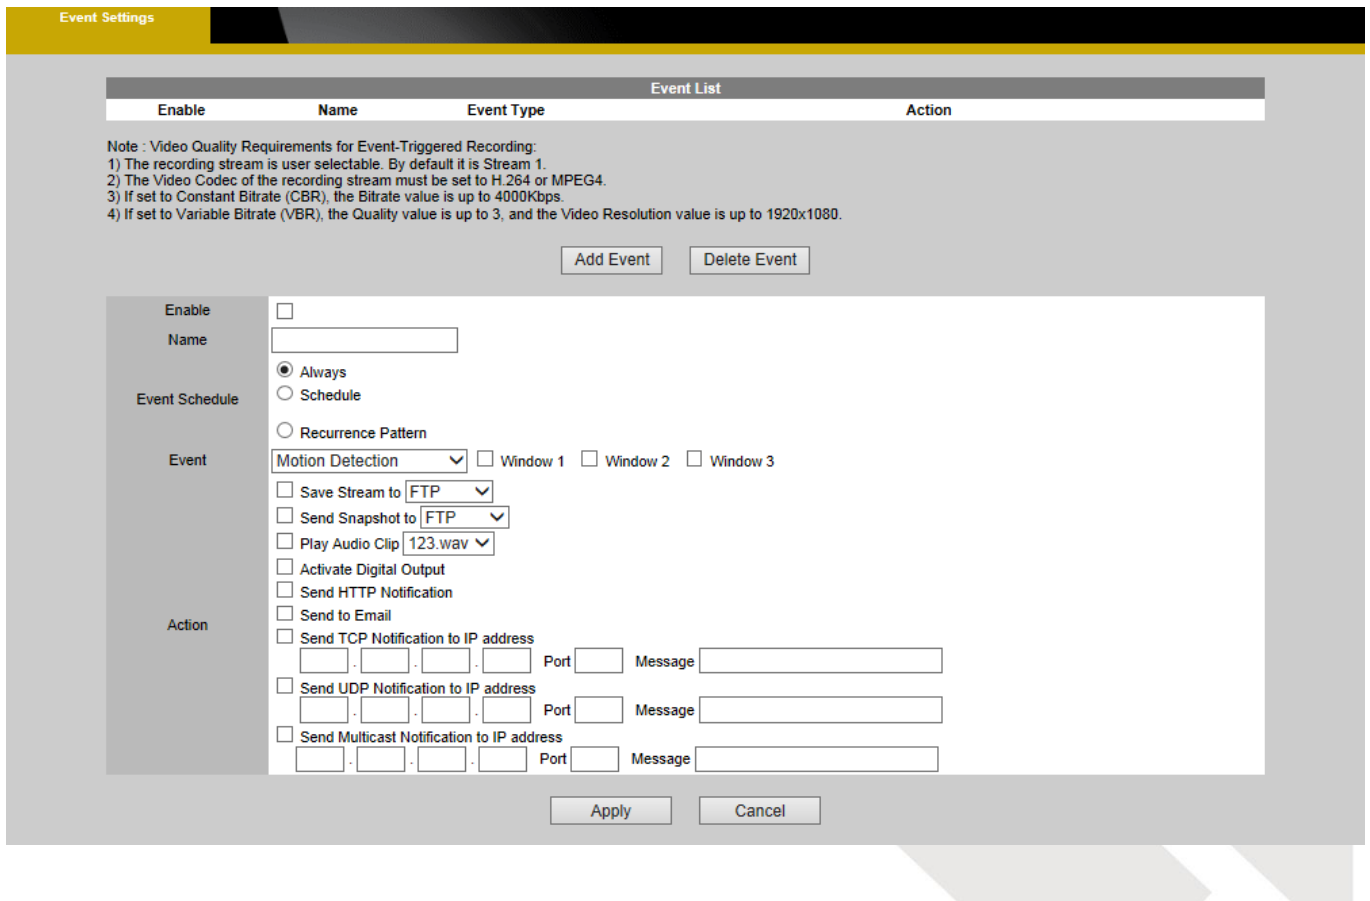 Event Settings
Event List
Enable Name Event Type Action
Note : Video Quality Requirements for Event-Triggered Recording:
1) The recording stream is user selectable. By default it is Stream 1.
2) The Video Codec of the recording stream must be set to H.264 or MPEG4.
3) If set to Constant Bitrate (CBR), the Bitrate value is up to 4000Kbps.
4) If set to Variable Bitrate (VBR), the Quality value is up to 3, and the Video Resolution value is up to 1920x1080.
Add Event Delete Event
Enable
Name
Event Schedule
Always
Schedule
Recurrence Pattern
Event Motion Detection Window 1 Window 2 Window 3
Action
Save Stream to FTP
Send Snapshot to FTP
Play Audio Clip 123.wav
Activate Digital Output
Send HTTP Notification
Send to Email
Send TCP Notification to IP address
. . . Port Message
Send UDP Notification to IP address
. . . Port Message
Send Multicast Notification to IP address
. . . Port Message
Apply Cancel